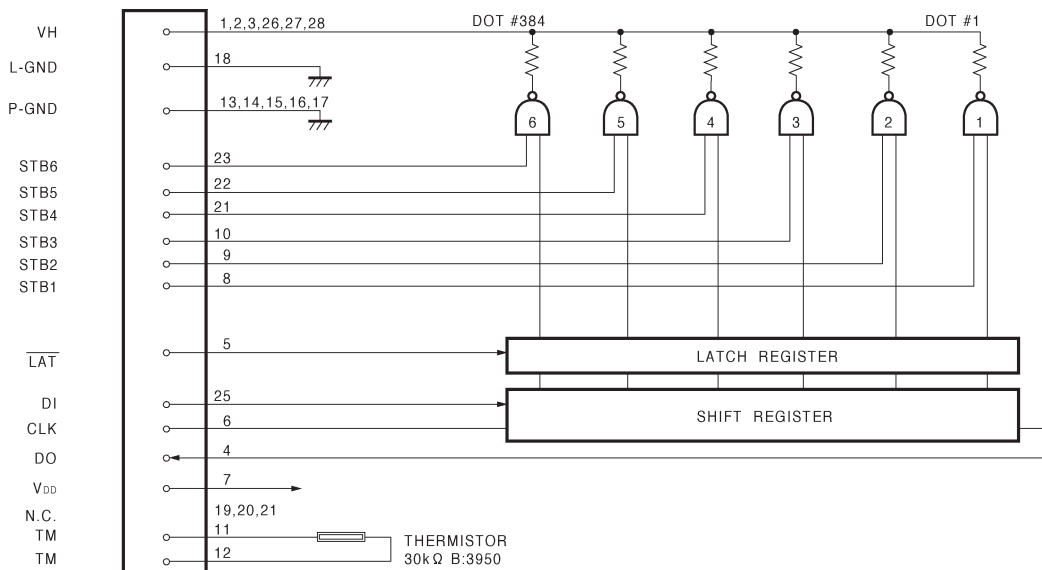 VH 1,2,3,26,27,28 DOT #384 DOT #1
L-GND 18
P-GND 13,14,15,16,17
6 5 4 3 2 1
STB6 23
STB5 22
STB4 21
STB3 10
STB2 9
STB1 8
LAT 5 LATCH REGISTER
DI 25 SHIFT REGISTER
CLK 6
DO 4
VDD 7
N.C. 19,20,21
TM 11 THERMISTOR
TM 12 30kΩ B:3950